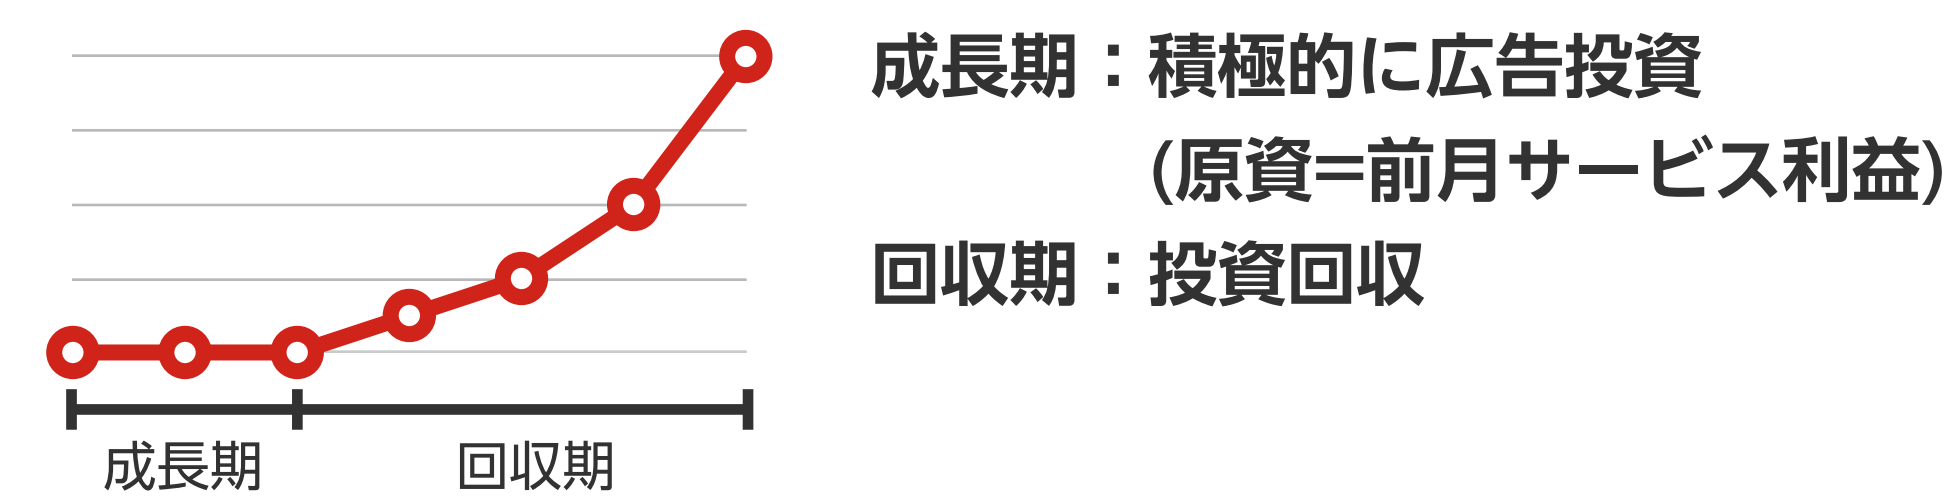 成長期：積極的に広告投資
(原資=前月サービス利益)
回収期：投資回収
成長期
回収期